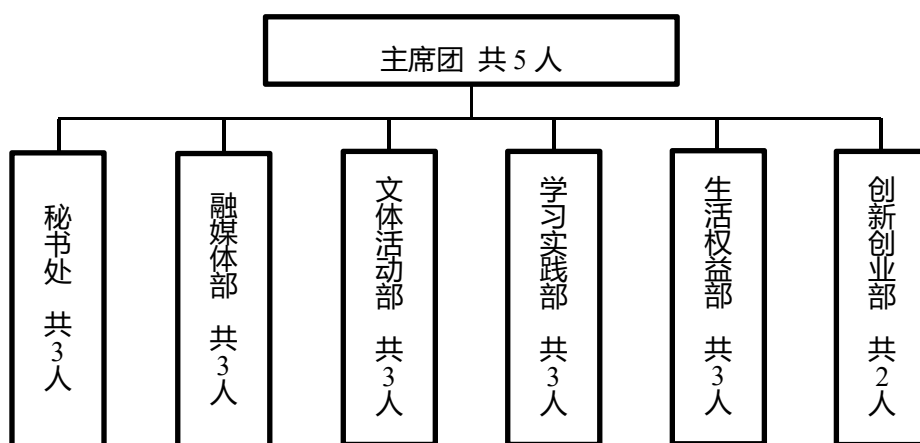 主席团 共 5 人
秘书处 共3人
融媒体部 共3人
文体活动部 共3人
学习实践部 共3人
生活权益部 共3人
创新创业部 共2人